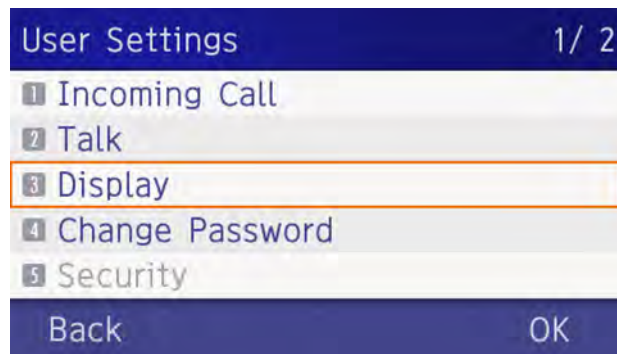 User Settings 1/ 2
1 Incoming Call
2 Talk
3 Display
4 Change Password
5 Security
Back OK